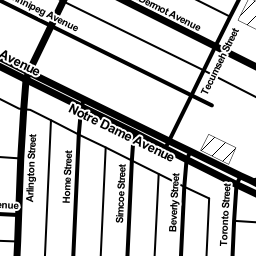 nnipeg Avenue
Dermot Avenue
Tecumseh Street
Avenue
Notre Dame Avenue
Arlington Street
Home Street
Simcoe Street
Beverly Street
Toronto Street
enue